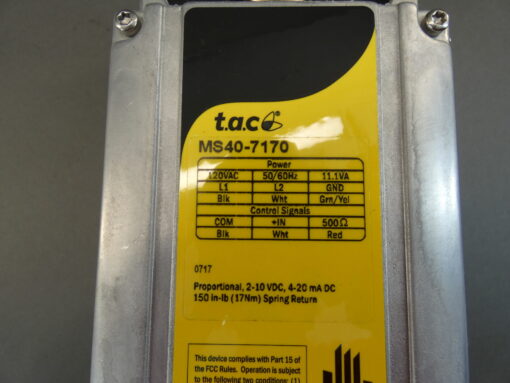 t.a.c
MS40-7170
Power
120VAC 50/60Hz 11.1VA
L1 L2 GND
Blk Wht Grn/Yel
Control Signals
COM +IN 500Ω
Blk Wht Red
0717
Proportional, 2-10 VDC, 4-20 mA DC
150 in-lb (17Nm) Spring Return
This device complies with Part 15 of
the FCC Rules. Operation is subject
to the following two conditions: (1)